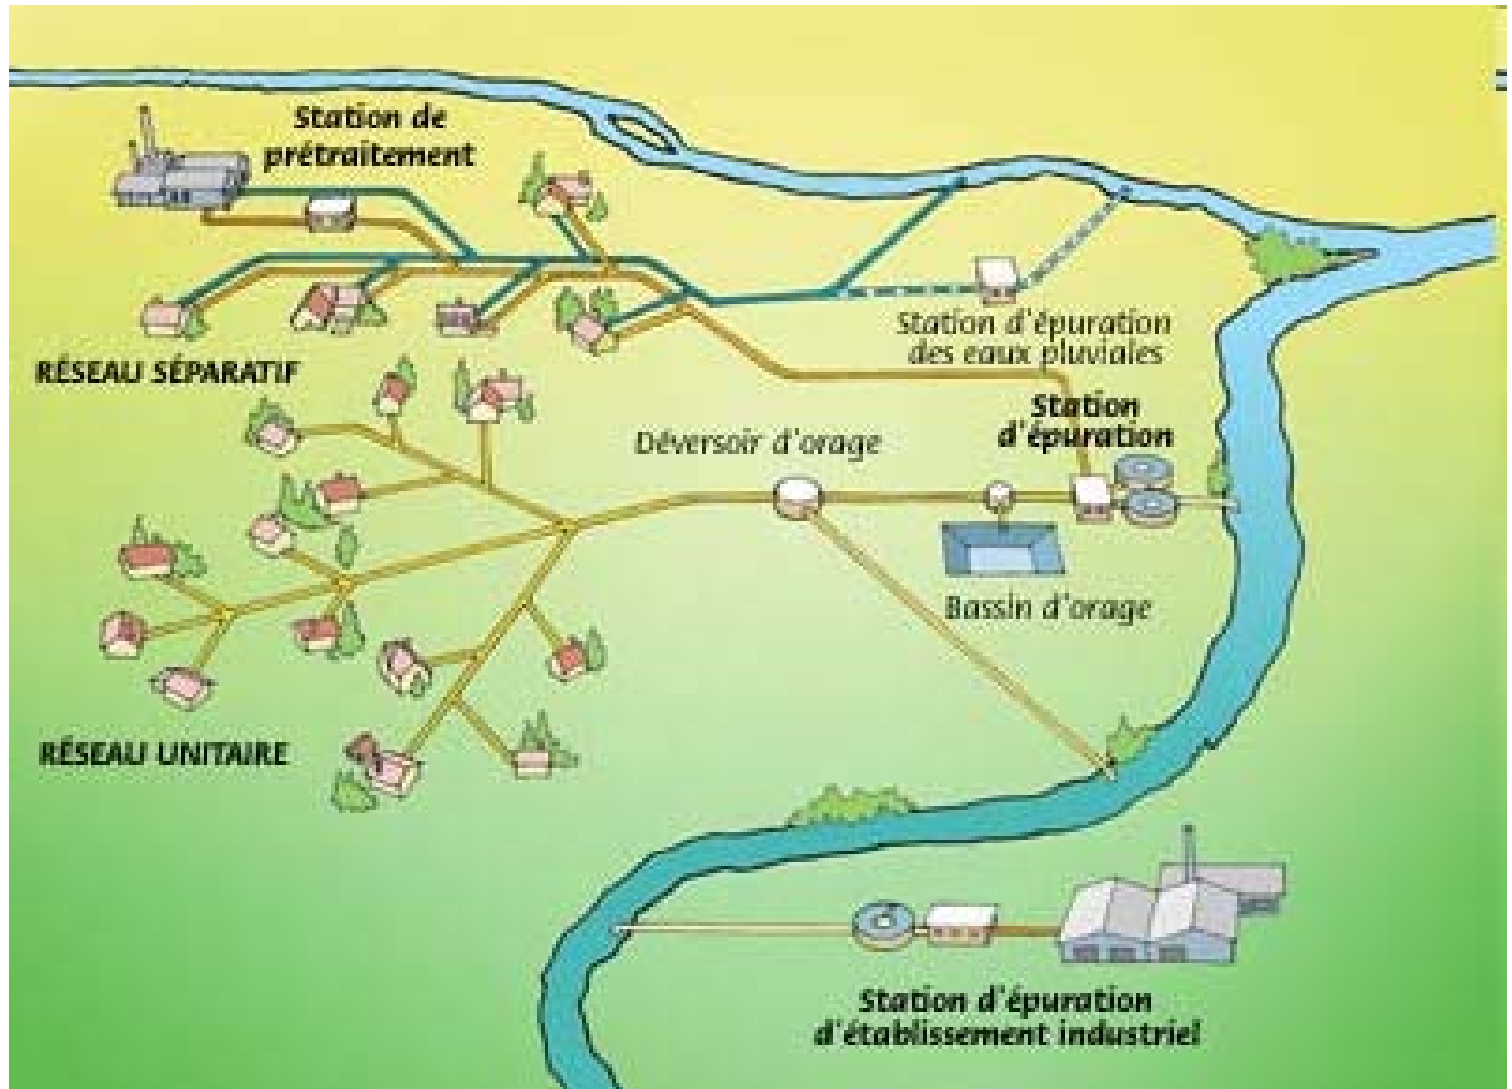 Station de
prétraitement
Station d'épuration
des eaux pluviales
RÉSEAU SÉPARATIF
Station
d'épuration
Déversoir d'orage
Bassin d'orage
RÉSEAU UNITAIRE
Station d'épuration
d'établissement industriel